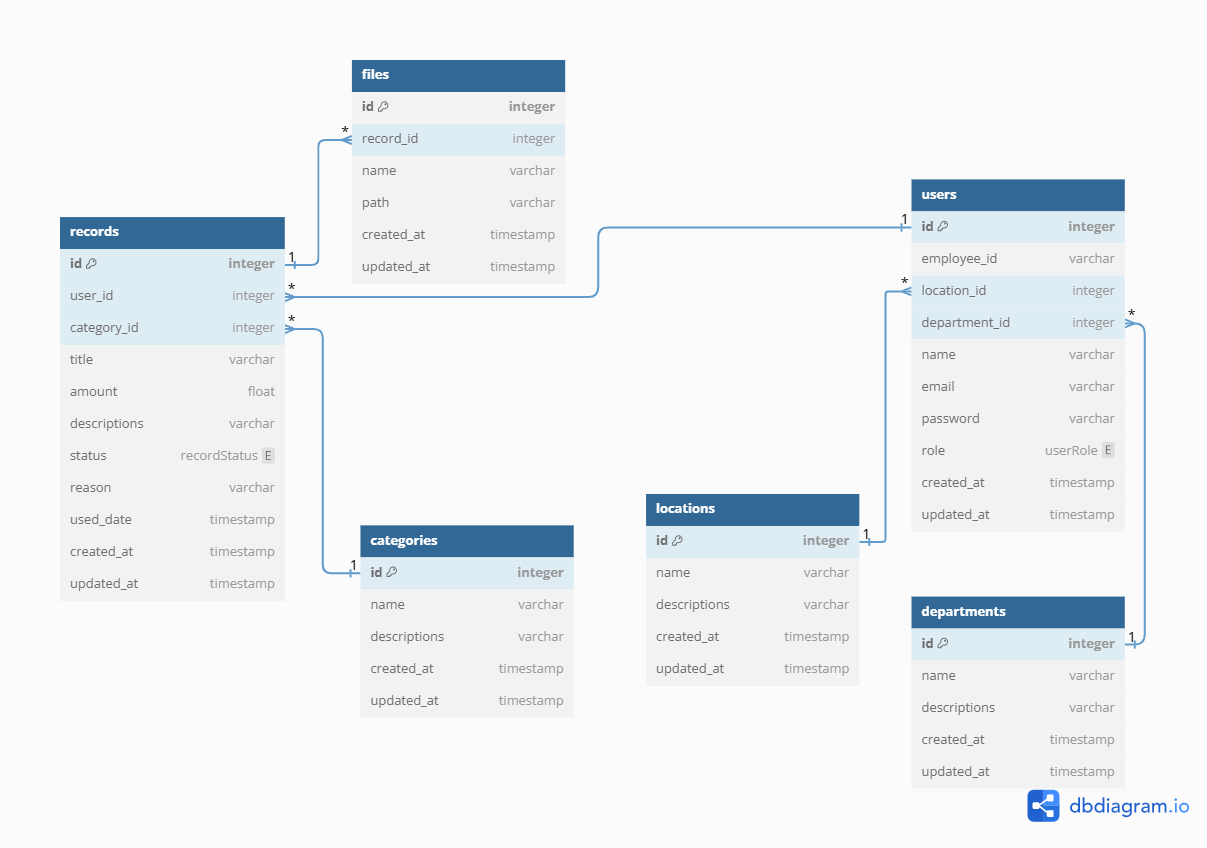 files
id integer
record_id integer
name varchar
path varchar
created_at timestamp
updated_at timestamp
*
records
id integer
user_id integer
category_id integer
title varchar
amount float
descriptions varchar
status recordStatus E
reason varchar
used_date timestamp
created_at timestamp
updated_at timestamp
1
*
*
users
id integer
employee_id varchar
location_id integer
department_id integer
name varchar
email varchar
password varchar
role userRole E
created_at timestamp
updated_at timestamp
1
*
*
categories
id integer
name varchar
descriptions varchar
created_at timestamp
updated_at timestamp
1
locations
id integer
name varchar
descriptions varchar
created_at timestamp
updated_at timestamp
1
departments
id integer
name varchar
descriptions varchar
created_at timestamp
updated_at timestamp
1
dbdiagram.io